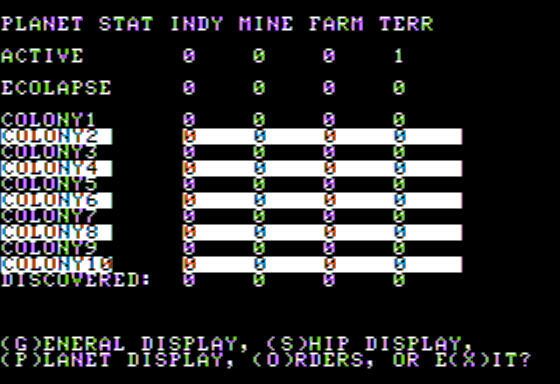 PLANET STAT INDY MINE FARM TERR
ACTIVE 0 0 0 1
ECOLAPSE 0 0 0 0
COLONY1 0 0 0 0
COLONY2 0 0 0 0
COLONY3 0 0 0 0
COLONY4 0 0 0 0
COLONY5 0 0 0 0
COLONY6 0 0 0 0
COLONY7 0 0 0 0
COLONY8 0 0 0 0
COLONY9 0 0 0 0
COLONY10 0 0 0 0
DISCOVERED: 0 0 0 0
(G)ENERAL DISPLAY, (S)HIP DISPLAY,
(P)LANET DISPLAY, (O)RDERS, OR E(X)IT?